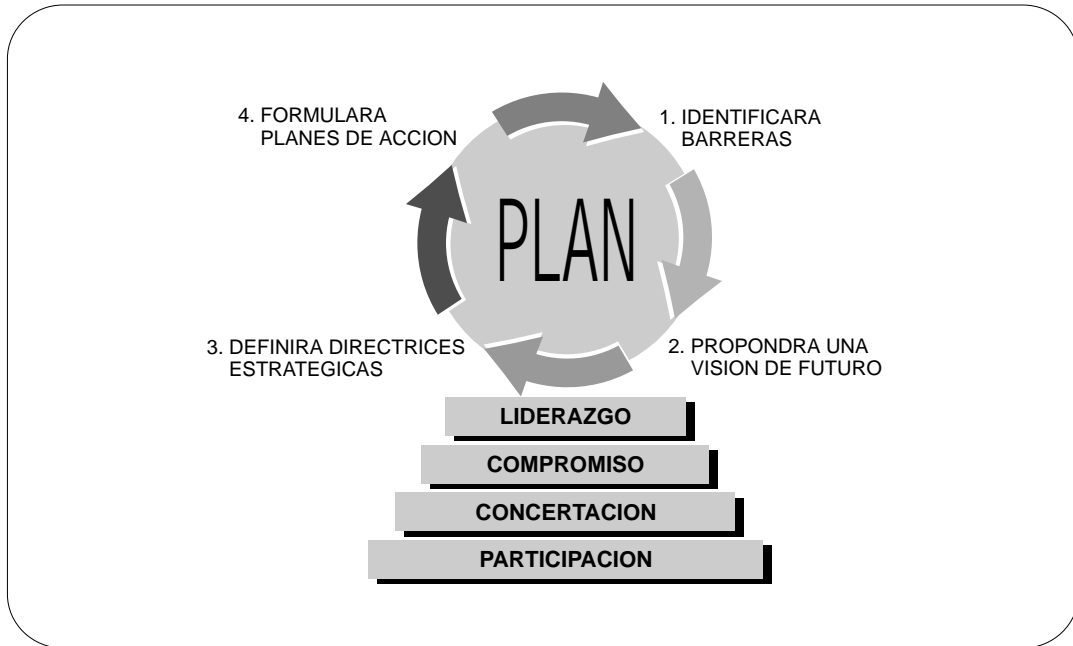 4. FORMULARA
PLANES DE ACCION
1. IDENTIFICARA
BARRERAS
PLAN
3. DEFINIRA DIRECTRICES
ESTRATEGICAS
2. PROPONDRA UNA
VISION DE FUTURO
LIDERAZGO
COMPROMISO
CONCERTACION
PARTICIPACION